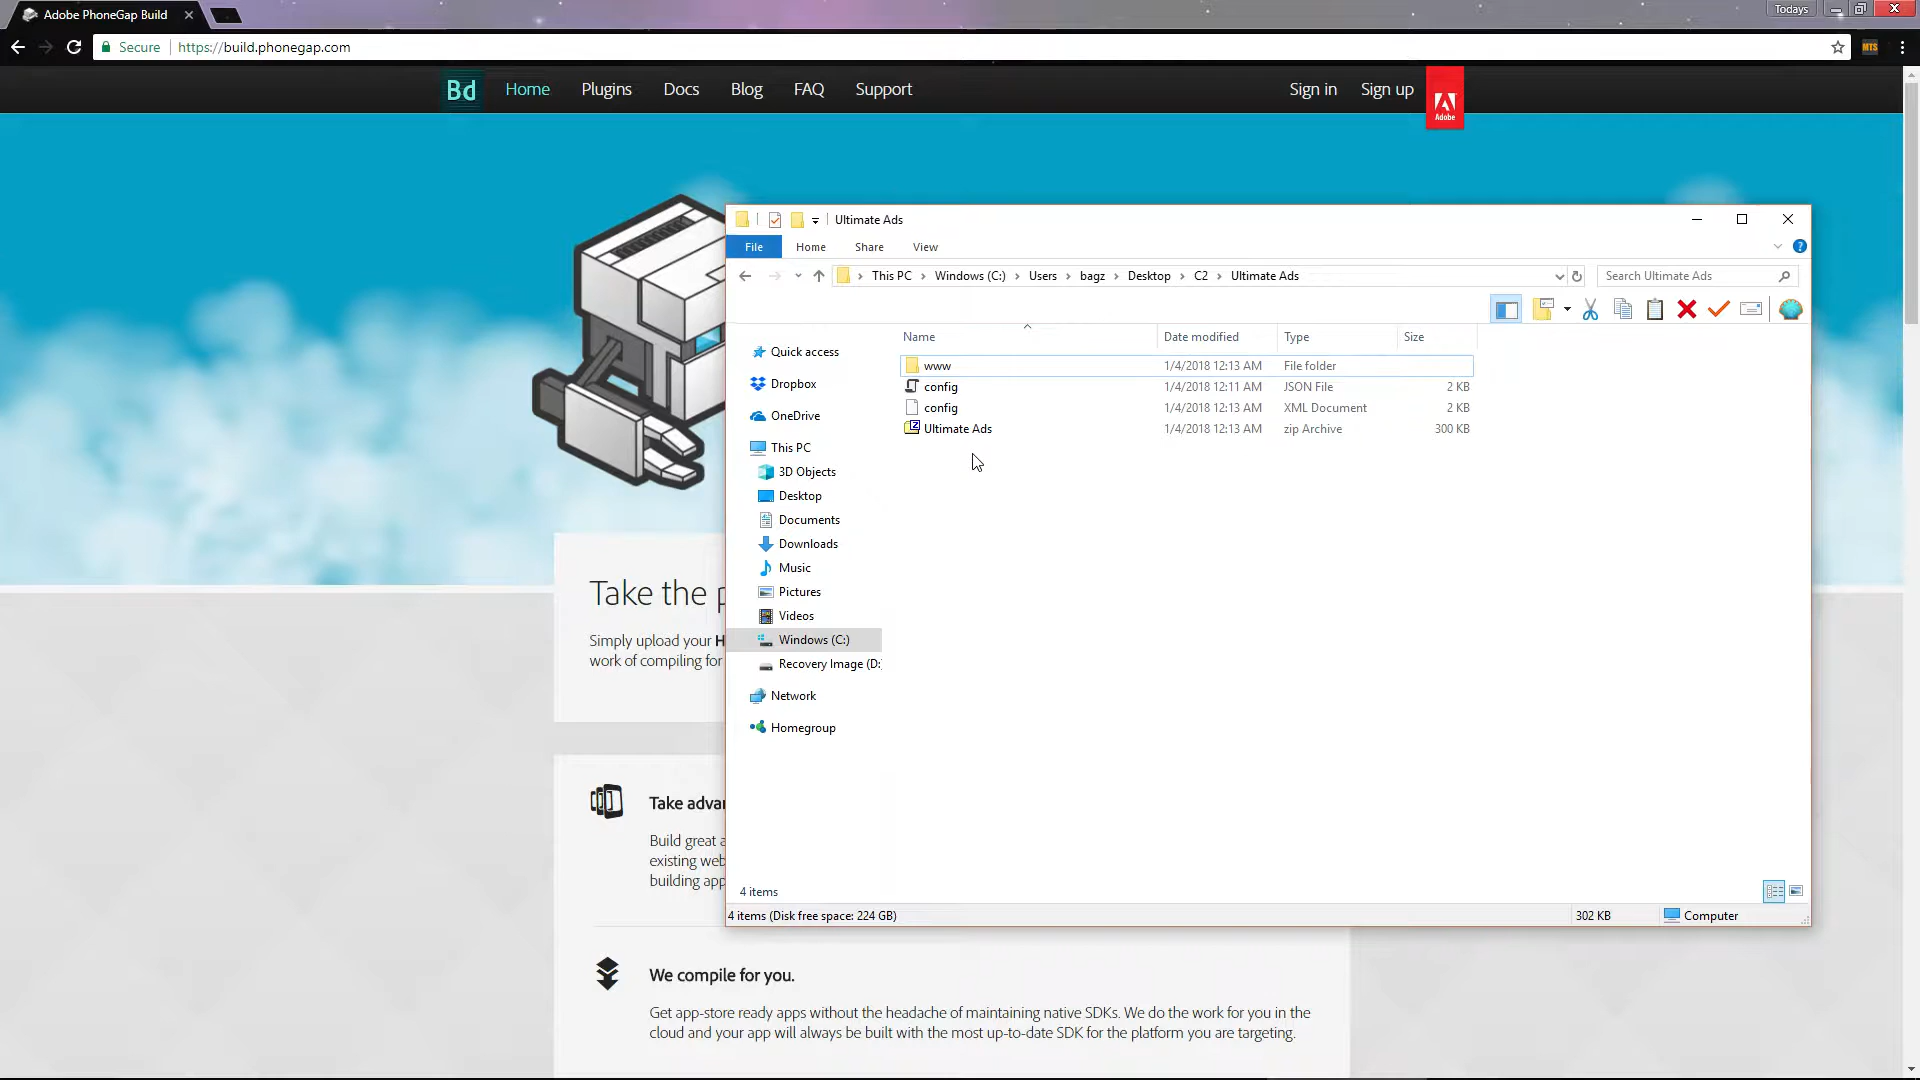 Adobe PhoneGap Build
Todays
Secure
https://build.phonegap.com
MTS
Bd
Home
Plugins
Docs
Blog
FAQ
Support
Sign in
Sign up
Adobe
Take the
Simply upload your
work of compiling for
Build great
existing web
building app
We compile for you.
Get app-store ready apps without the headache of maintaining native SDKs. We do the work for you in the
cloud and your app will always be built with the most up-to-date SDK for the platform you are targeting.
Ultimate Ads
File
Home
Share
View
This PC
Windows (C:)
Users
bagz
Desktop
C2
Ultimate Ads
Search Ultimate Ads
Name
Date modified
Type
Size
www
1/4/2018 12:13 AM
File folder
config
1/4/2018 12:11 AM
JSON File
2 KB
config
1/4/2018 12:13 AM
XML Document
2 KB
Ultimate Ads
1/4/2018 12:13 AM
zip Archive
300 KB
Quick access
Dropbox
OneDrive
This PC
3D Objects
Desktop
Documents
Downloads
Music
Pictures
Videos
Windows (C:)
Recovery Image (D:
Network
Homegroup
4 items
4 items (Disk free space: 224 GB)
302 KB
Computer